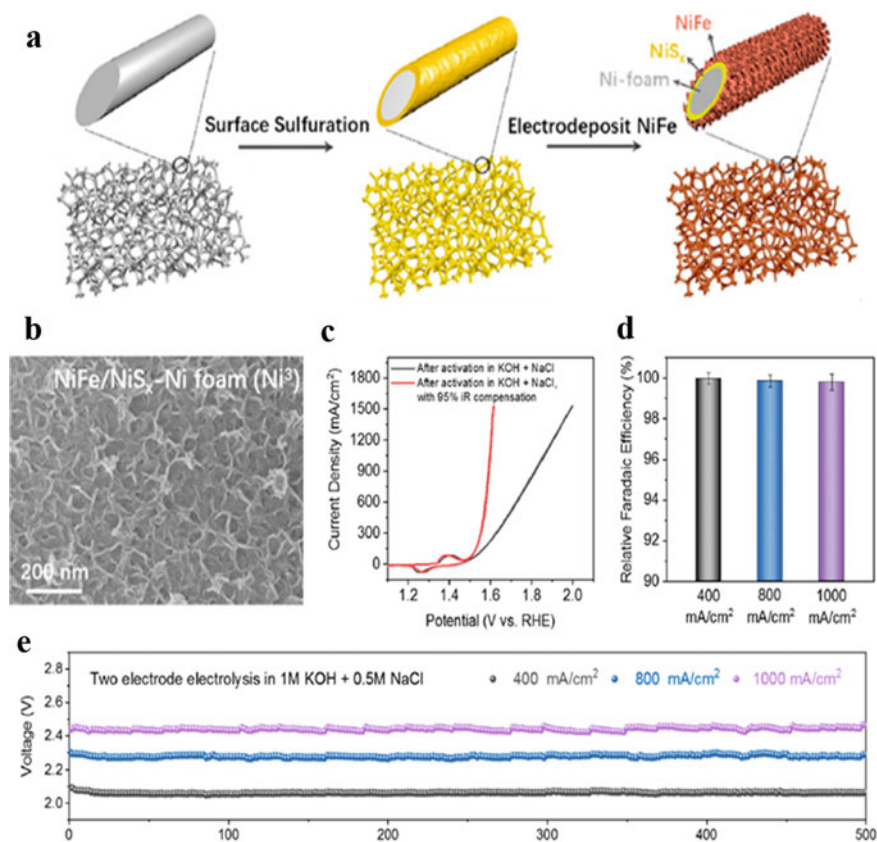 a
NiFe
NiSx
Ni-foam
Surface Sulfuration
Electrodeposit NiFe
b
NiFe/NiSx-Ni foam (Ni³)
200 nm
c
Current Density (mA/cm²)
1800
1500
1200
900
600
300
0
After activation in KOH + NaCl
After activation in KOH + NaCl,
with 95% iR compensation
1.2 1.4 1.6 1.8 2.0
Potential (V vs. RHE)
d
Relative Faradaic Efficiency (%)
100
98
96
94
92
90
400 800 1000
mA/cm² mA/cm² mA/cm²
e
Voltage (V)
2.8
2.6
2.4
2.2
2.0
Two electrode electrolysis in 1M KOH + 0.5M NaCl
400 mA/cm² 800 mA/cm² 1000 mA/cm²
0 100 200 300 400 500